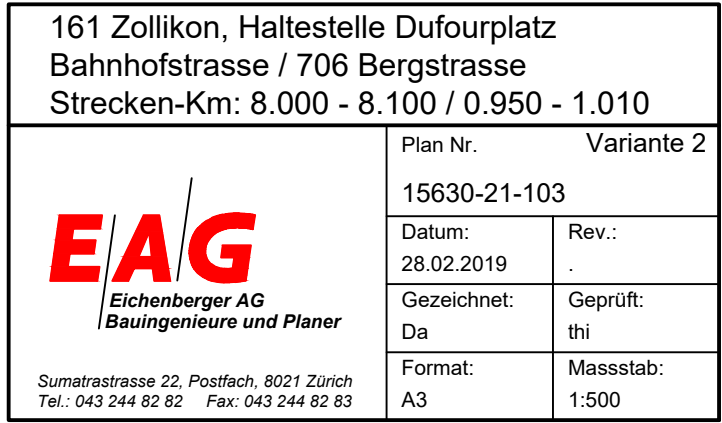 161 Zollikon, Haltestelle Dufourplatz
Bahnhofstrasse / 706 Bergstrasse
Strecken-Km: 8.000 - 8.100 / 0.950 - 1.010
EAG
Eichenberger AG
Bauingenieure und Planer
Sumatrastrasse 22, Postfach, 8021 Zürich
Tel.: 043 244 82 82 Fax: 043 244 82 83
Plan Nr. Variante 2
15630-21-103
Datum: Rev.:
28.02.2019 .
Gezeichnet: Geprüft:
Da thi
Format: Massstab:
A3 1:500